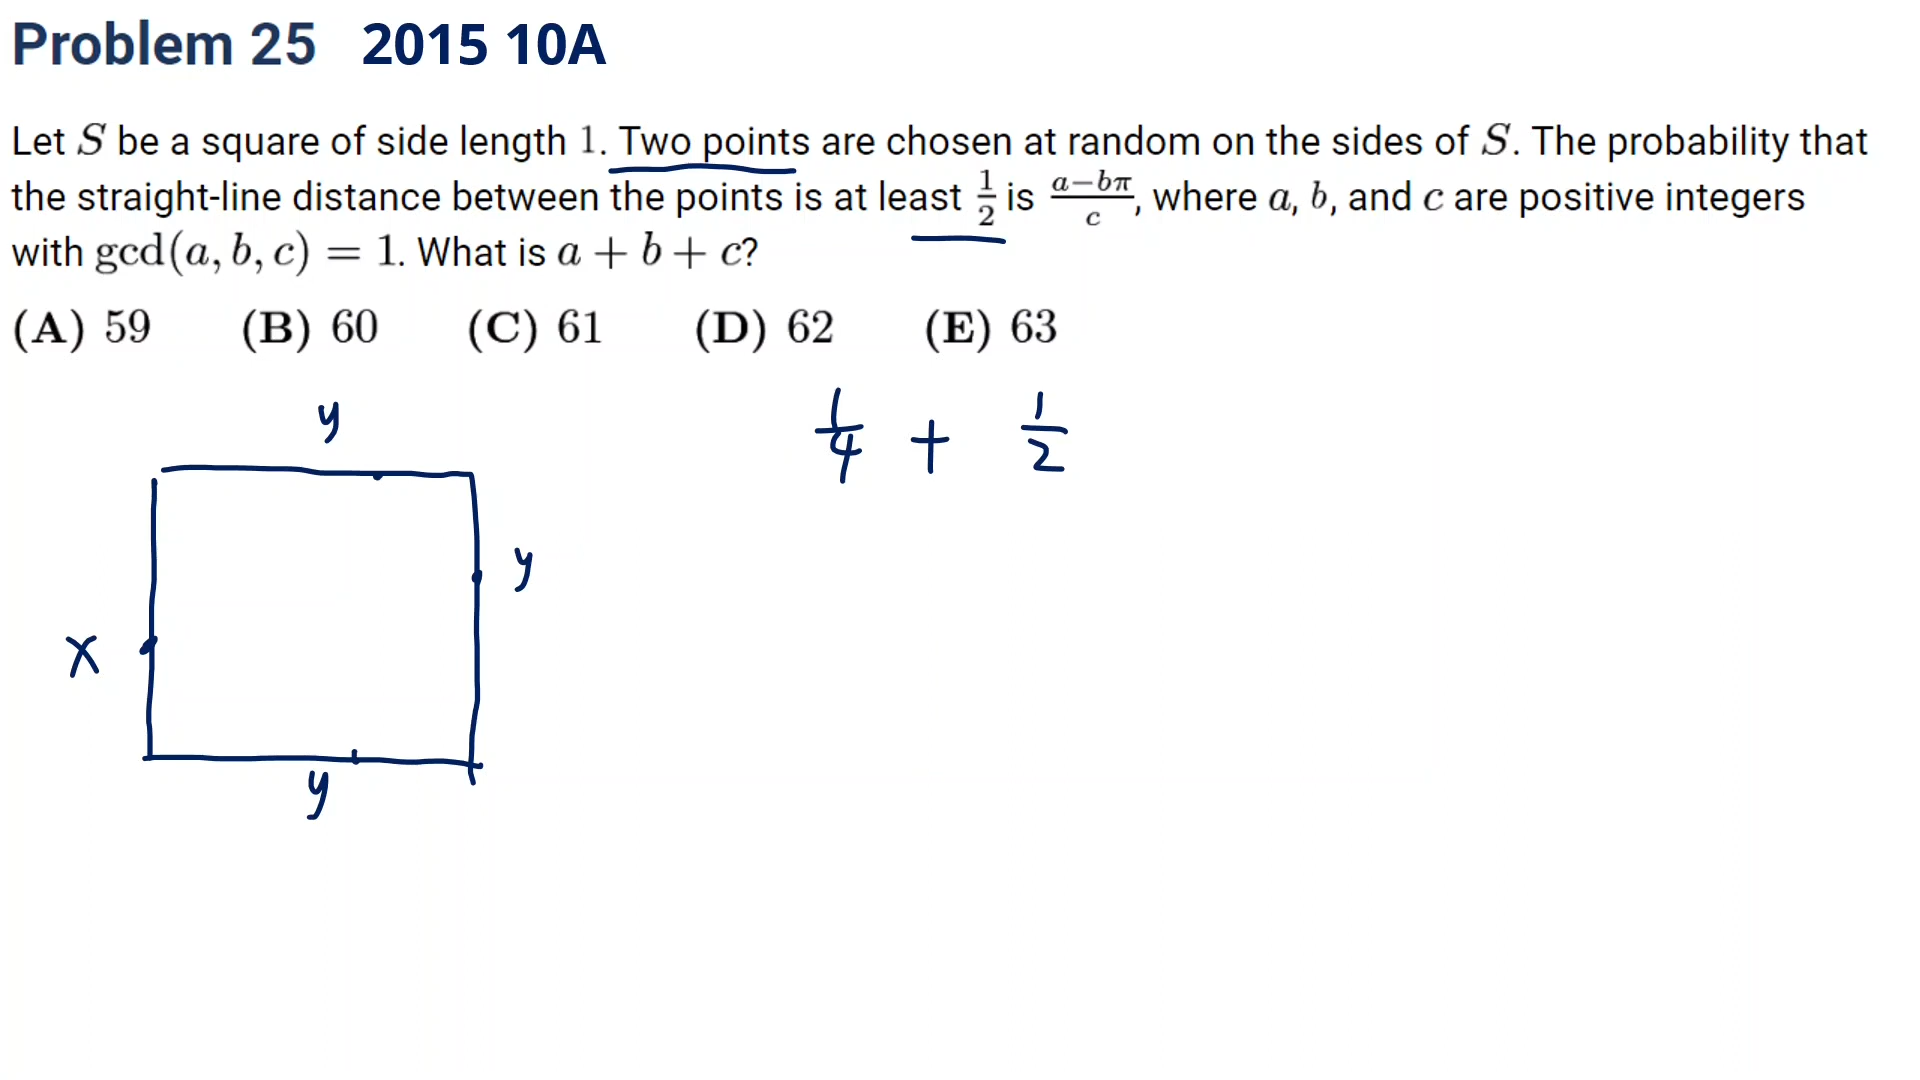 Problem 25 2015 10A
Let S be a square of side length 1. Two points are chosen at random on the sides of S. The probability that
the straight-line distance between the points is at least 1/2 is (a−bπ)/c, where a, b, and c are positive integers
with gcd(a, b, c) = 1. What is a + b + c?
(A) 59 (B) 60 (C) 61 (D) 62 (E) 63
y
1/4 + 1/2
y
x
y